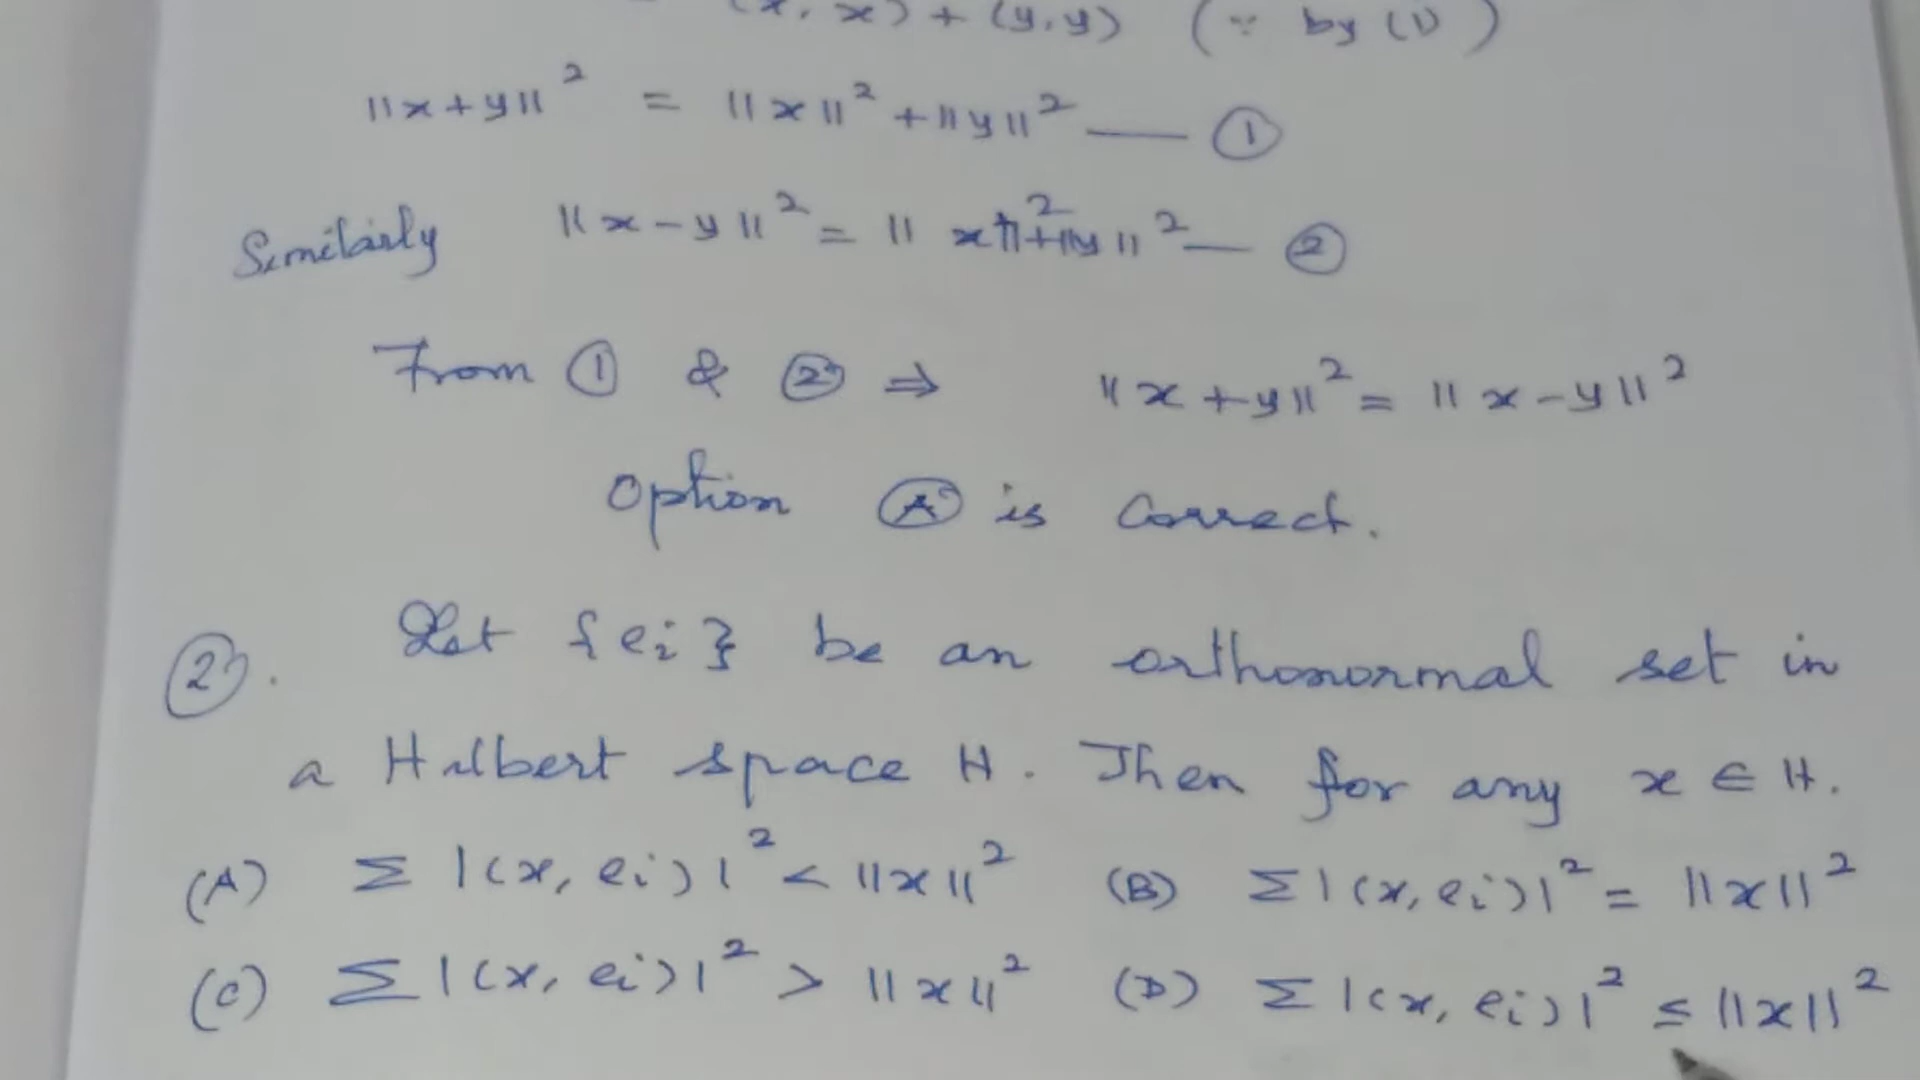 = (x, x) + (y, y) (∵ by (1))
||x+y||² = ||x||² + ||y||² — ①
Similarly ||x-y||² = ||x||²+||y||² — ②
From ① & ② ⇒ ||x+y||² = ||x-y||²
Option Ⓐ is correct.
②. Let {ei} be an orthonormal set in
a Hilbert space H. Then for any x ∈ H.
(A) Σ |(x, ei)|² < ||x||² (B) Σ|(x, ei)|² = ||x||²
(C) Σ |(x, ei)|² > ||x||² (D) Σ |(x, ei)|² ≤ ||x||²